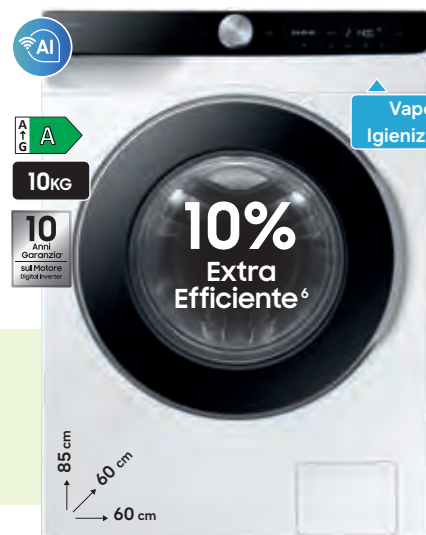 AI
A
↑
G
A
10KG
10
Anni
Garanzia
sul Motore
Digital Inverter
Igieniz
10%
Extra
Efficiente⁶
85 cm
60 cm
60 cm